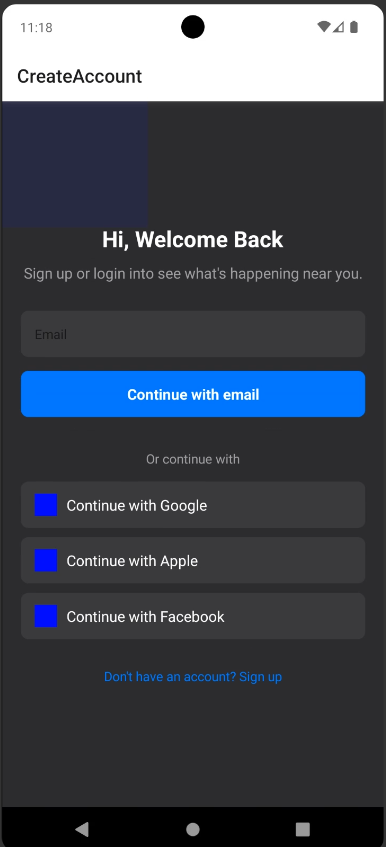 11:18
CreateAccount
Hi, Welcome Back
Sign up or login into see what's happening near you.
Email
Continue with email
Or continue with
Continue with Google
Continue with Apple
Continue with Facebook
Don't have an account? Sign up